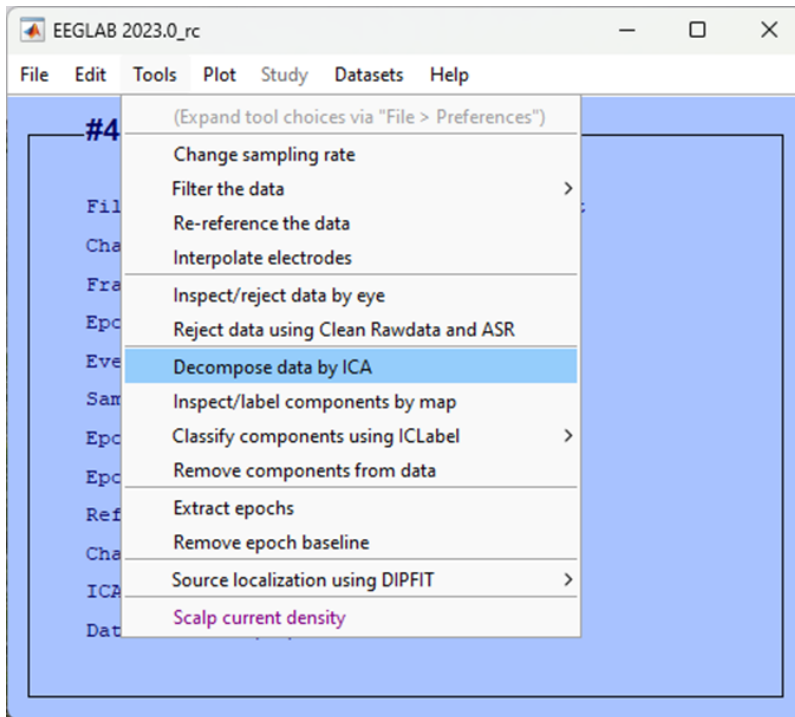 EEGLAB 2023.0_rc
File Edit Tools Plot Study Datasets Help
#4
(Expand tool choices via "File > Preferences")
Change sampling rate
Filter the data
Re-reference the data
Interpolate electrodes
Inspect/reject data by eye
Reject data using Clean Rawdata and ASR
Decompose data by ICA
Inspect/label components by map
Classify components using ICLabel
Remove components from data
Extract epochs
Remove epoch baseline
Source localization using DIPFIT
Scalp current density
Fil
Cha
Fra
Epo
Eve
Sam
Epo
Epo
Ref
Cha
ICA
Dat